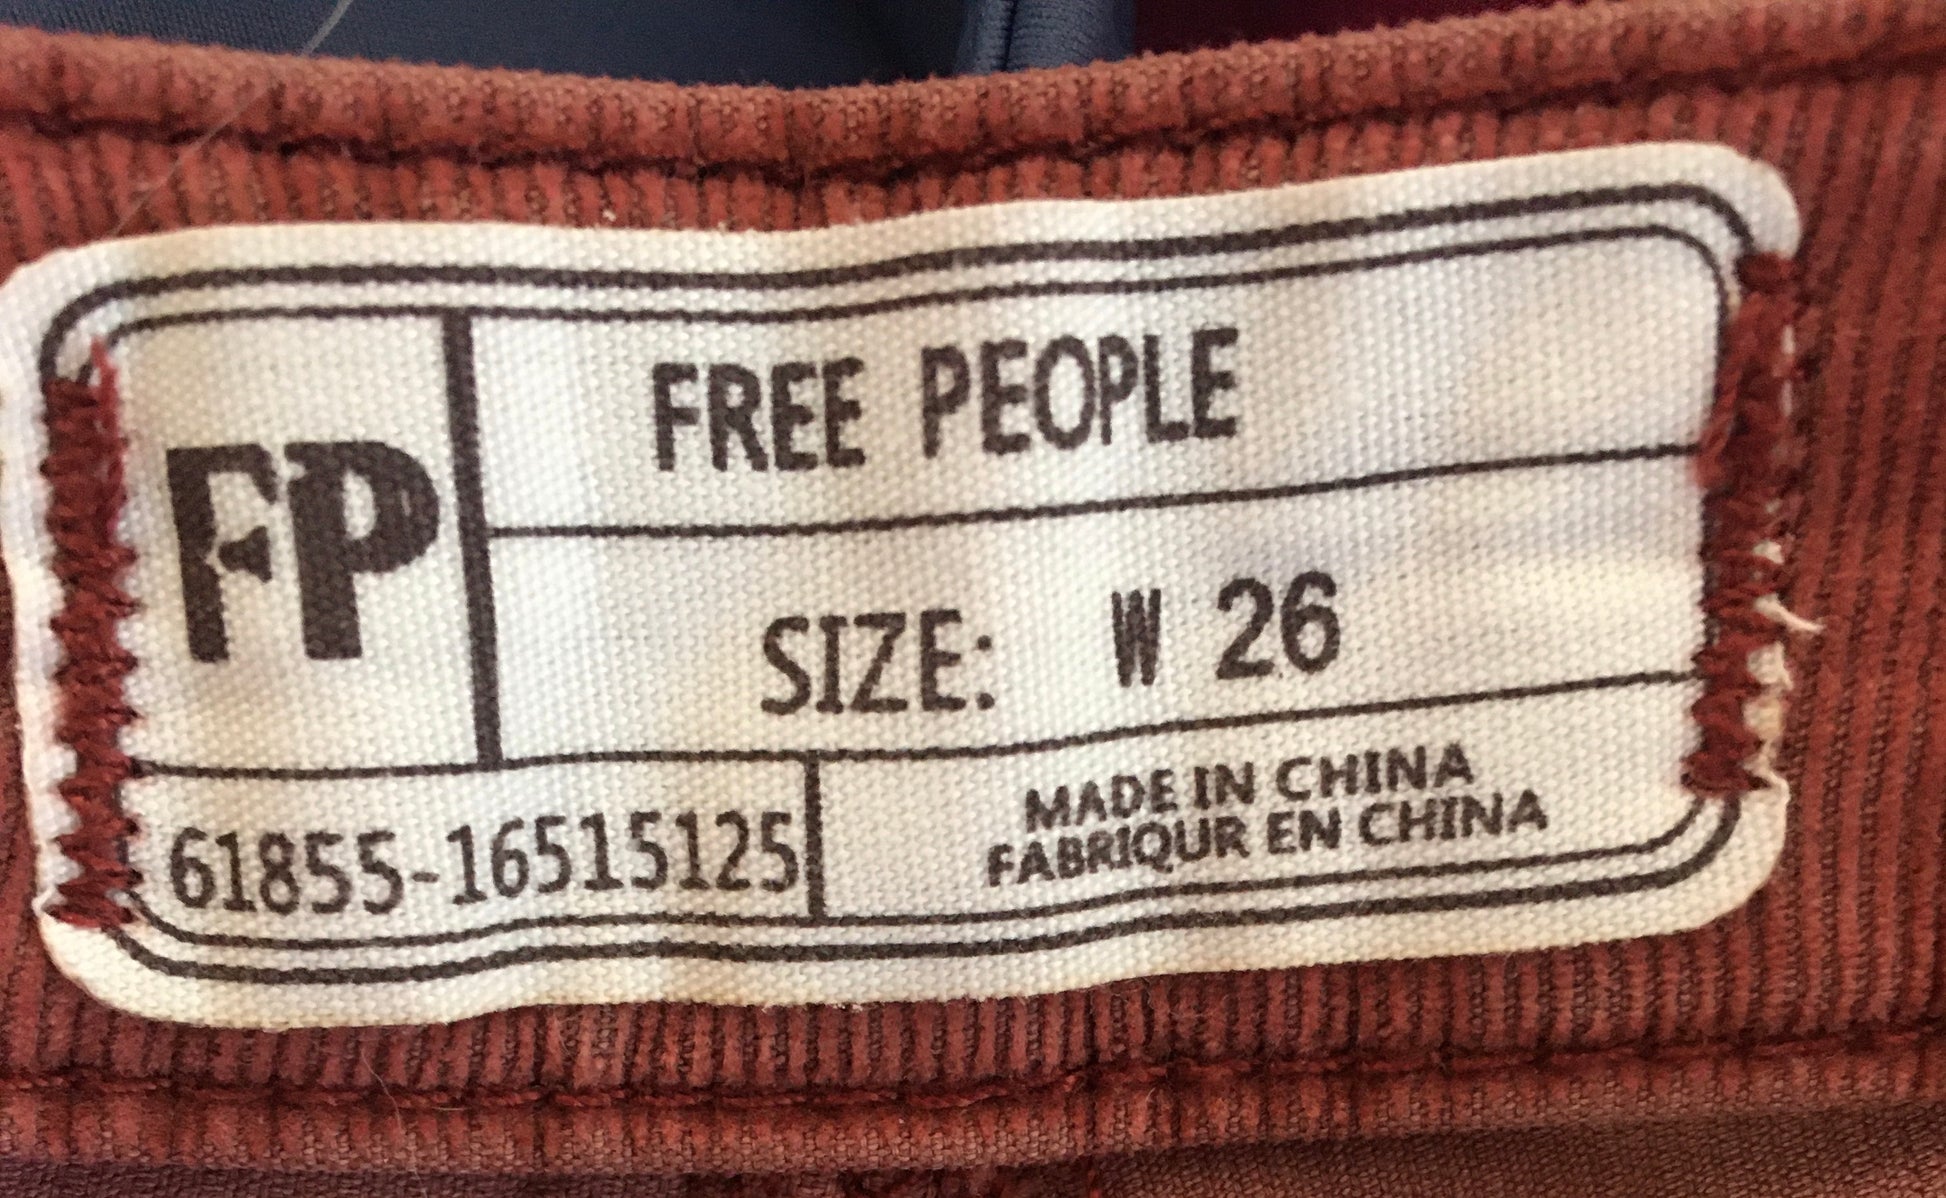 FP
FREE PEOPLE
SIZE: W 26
61855-16515125
MADE IN CHINA
FABRIQUR EN CHINA